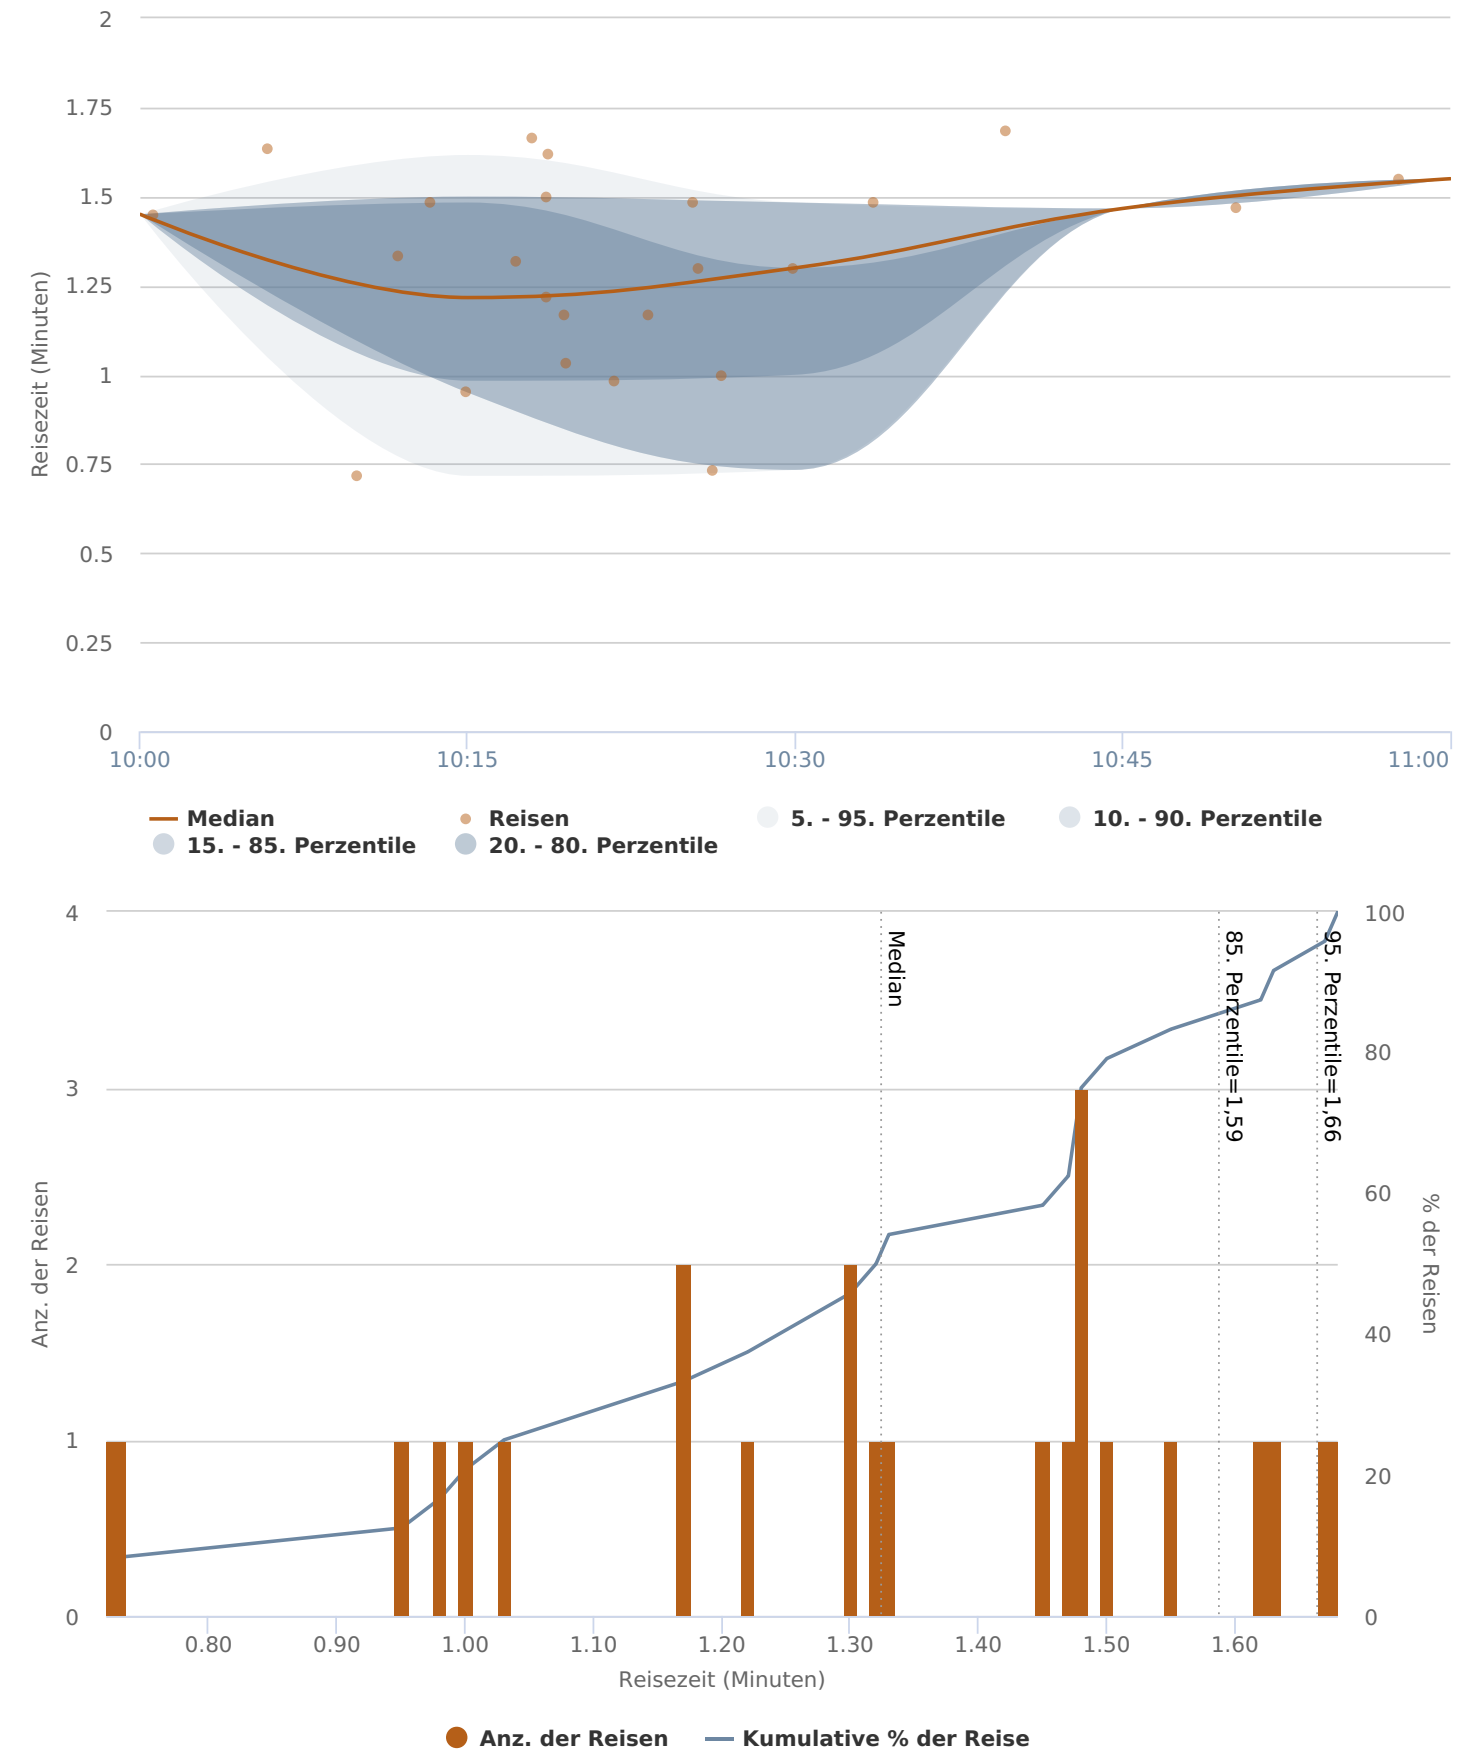 2
1.75
1.5
1.25
1
0.75
0.5
0.25
0
Reisezeit (Minuten)
10:00 10:15 10:30 10:45 11:00
Median Reisen 5. - 95. Perzentile 10. - 90. Perzentile
15. - 85. Perzentile 20. - 80. Perzentile
4 100
3 80
2 60
1 40
0 20
0
Anz. der Reisen
% der Reisen
Median
85. Perzentile=1,59
95. Perzentile=1,66
0.80 0.90 1.00 1.10 1.20 1.30 1.40 1.50 1.60
Reisezeit (Minuten)
Anz. der Reisen Kumulative % der Reise